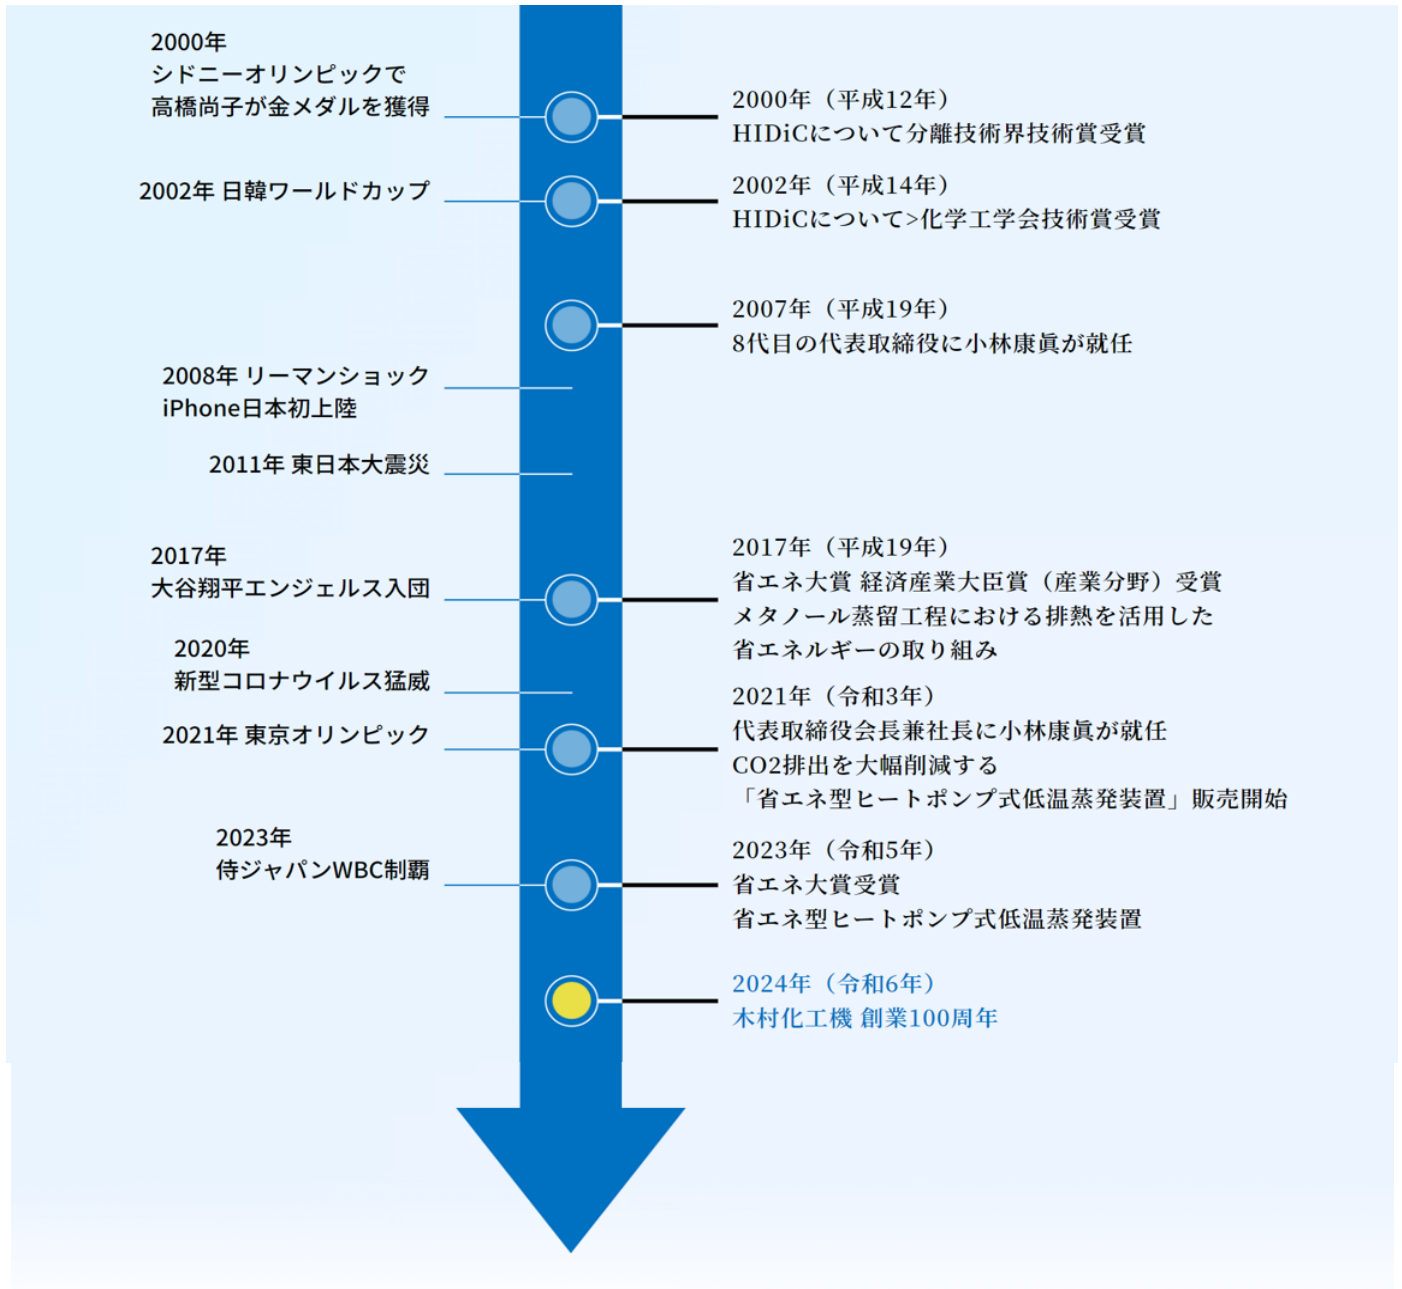 2000年
シドニーオリンピックで
高橋尚子が金メダルを獲得
2000年（平成12年）
HIDiCについて分離技術界技術賞受賞
2002年 日韓ワールドカップ
2002年（平成14年）
HIDiCについて>化学工学会技術賞受賞
2007年（平成19年）
8代目の代表取締役に小林康眞が就任
2008年 リーマンショック
iPhone日本初上陸
2011年 東日本大震災
2017年
大谷翔平エンジェルス入団
2017年（平成19年）
省エネ大賞 経済産業大臣賞（産業分野）受賞
メタノール蒸留工程における排熱を活用した
省エネルギーの取り組み
2020年
新型コロナウイルス猛威
2021年 東京オリンピック
2021年（令和3年）
代表取締役会長兼社長に小林康眞が就任
CO2排出を大幅削減する
「省エネ型ヒートポンプ式低温蒸発装置」販売開始
2023年
侍ジャパンWBC制覇
2023年（令和5年）
省エネ大賞受賞
省エネ型ヒートポンプ式低温蒸発装置
2024年（令和6年）
木村化工機 創業100周年